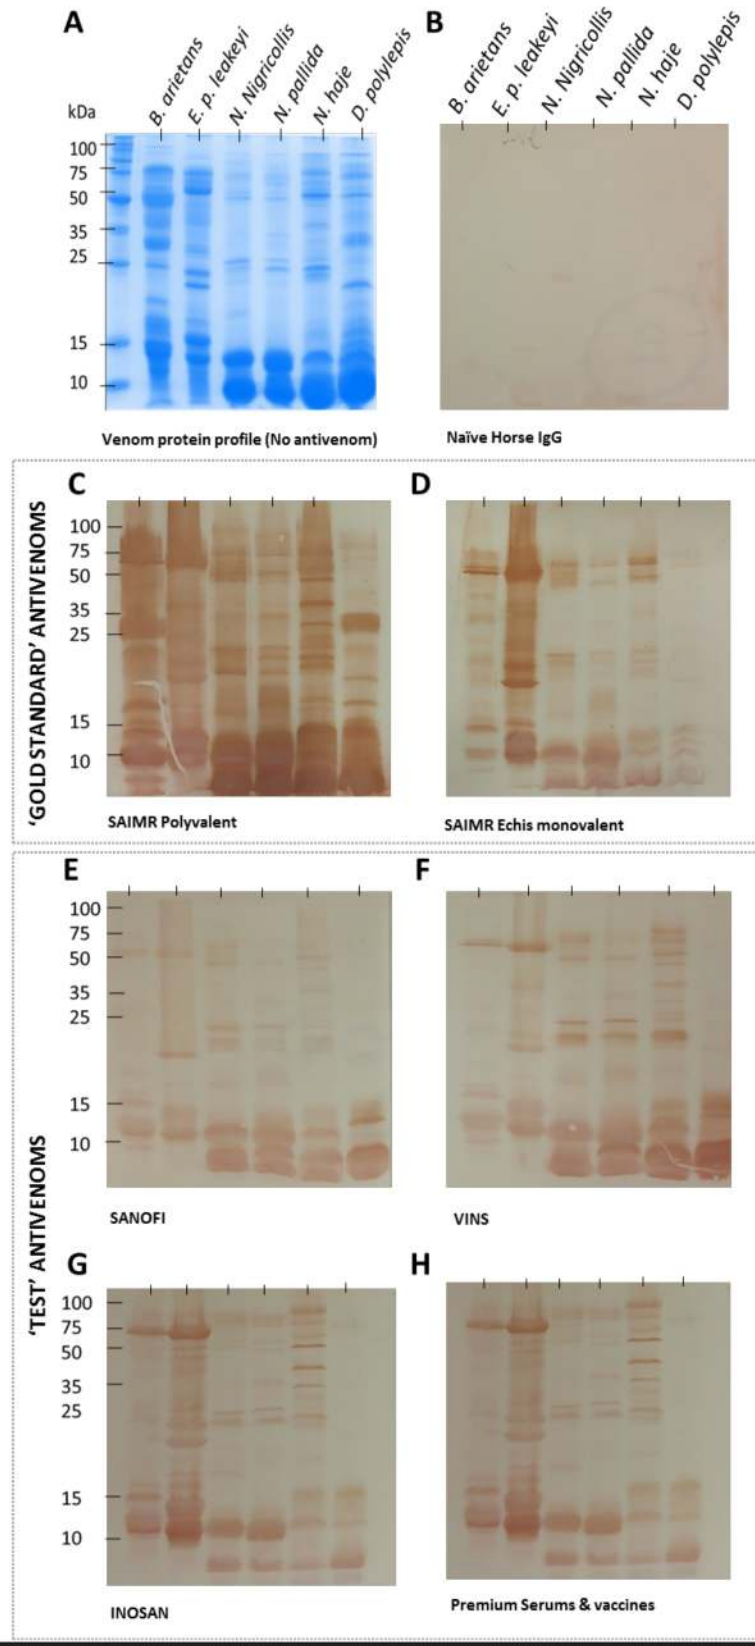 A
B. arietans
E. p. leakeyi
N. Nigricollis
N. pallida
N. haje
D. polylepis
B
B. arietans
E. p. leakeyi
N. Nigricollis
N. pallida
N. haje
D. polylepis
kDa
100
75
50
35
25
15
10
Venom protein profile (No antivenom)
Naïve Horse IgG
'GOLD STANDARD' ANTIVENOMS
C
D
100
75
50
35
25
15
10
SAIMR Polyvalent
SAIMR Echis monovalent
'TEST' ANTIVENOMS
E
F
100
75
50
35
25
15
10
SANOFI
VINS
G
H
100
75
50
35
25
15
10
INOSAN
Premium Serums & vaccines